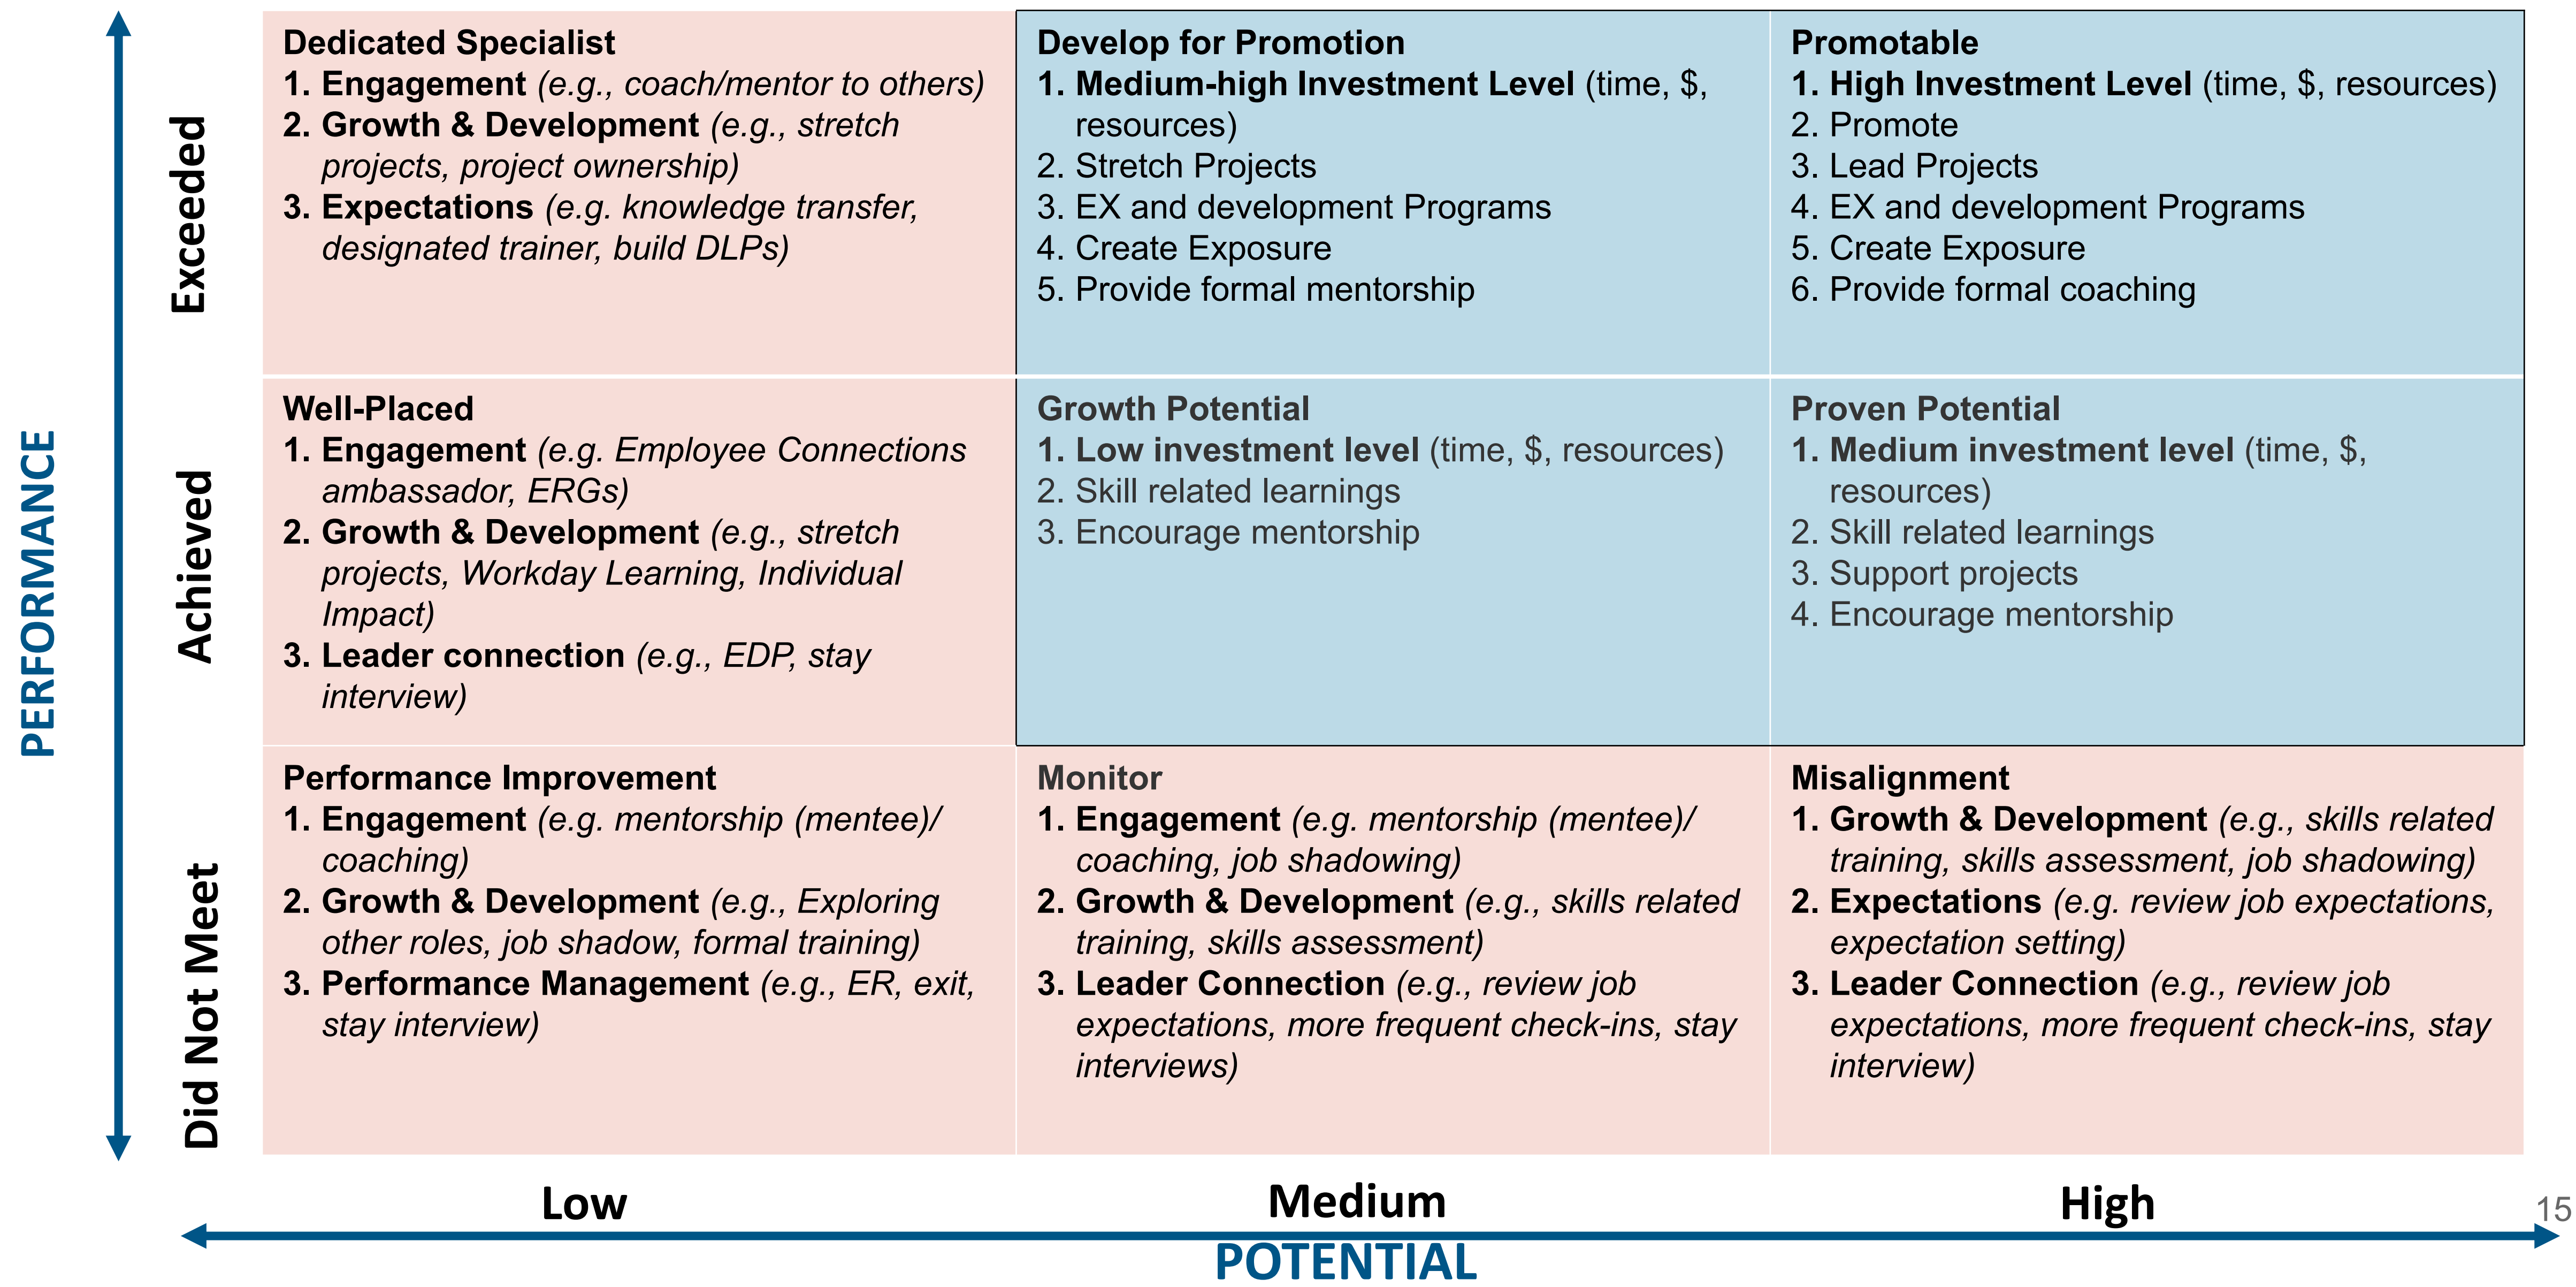 PERFORMANCE
Exceeded
Dedicated Specialist
1. Engagement (e.g., coach/mentor to others)
2. Growth & Development (e.g., stretch
projects, project ownership)
3. Expectations (e.g. knowledge transfer,
designated trainer, build DLPs)
Develop for Promotion
1. Medium-high Investment Level (time, $,
resources)
2. Stretch Projects
3. EX and development Programs
4. Create Exposure
5. Provide formal mentorship
Promotable
1. High Investment Level (time, $, resources)
2. Promote
3. Lead Projects
4. EX and development Programs
5. Create Exposure
6. Provide formal coaching
Achieved
Well-Placed
1. Engagement (e.g. Employee Connections
ambassador, ERGs)
2. Growth & Development (e.g., stretch
projects, Workday Learning, Individual
Impact)
3. Leader connection (e.g., EDP, stay
interview)
Growth Potential
1. Low investment level (time, $, resources)
2. Skill related learnings
3. Encourage mentorship
Proven Potential
1. Medium investment level (time, $,
resources)
2. Skill related learnings
3. Support projects
4. Encourage mentorship
Did Not Meet
Performance Improvement
1. Engagement (e.g. mentorship (mentee)/
coaching)
2. Growth & Development (e.g., Exploring
other roles, job shadow, formal training)
3. Performance Management (e.g., ER, exit,
stay interview)
Monitor
1. Engagement (e.g. mentorship (mentee)/
coaching, job shadowing)
2. Growth & Development (e.g., skills related
training, skills assessment)
3. Leader Connection (e.g., review job
expectations, more frequent check-ins, stay
interviews)
Misalignment
1. Growth & Development (e.g., skills related
training, skills assessment, job shadowing)
2. Expectations (e.g. review job expectations,
expectation setting)
3. Leader Connection (e.g., review job
expectations, more frequent check-ins, stay
interview)
Low
Medium
High
15
POTENTIAL